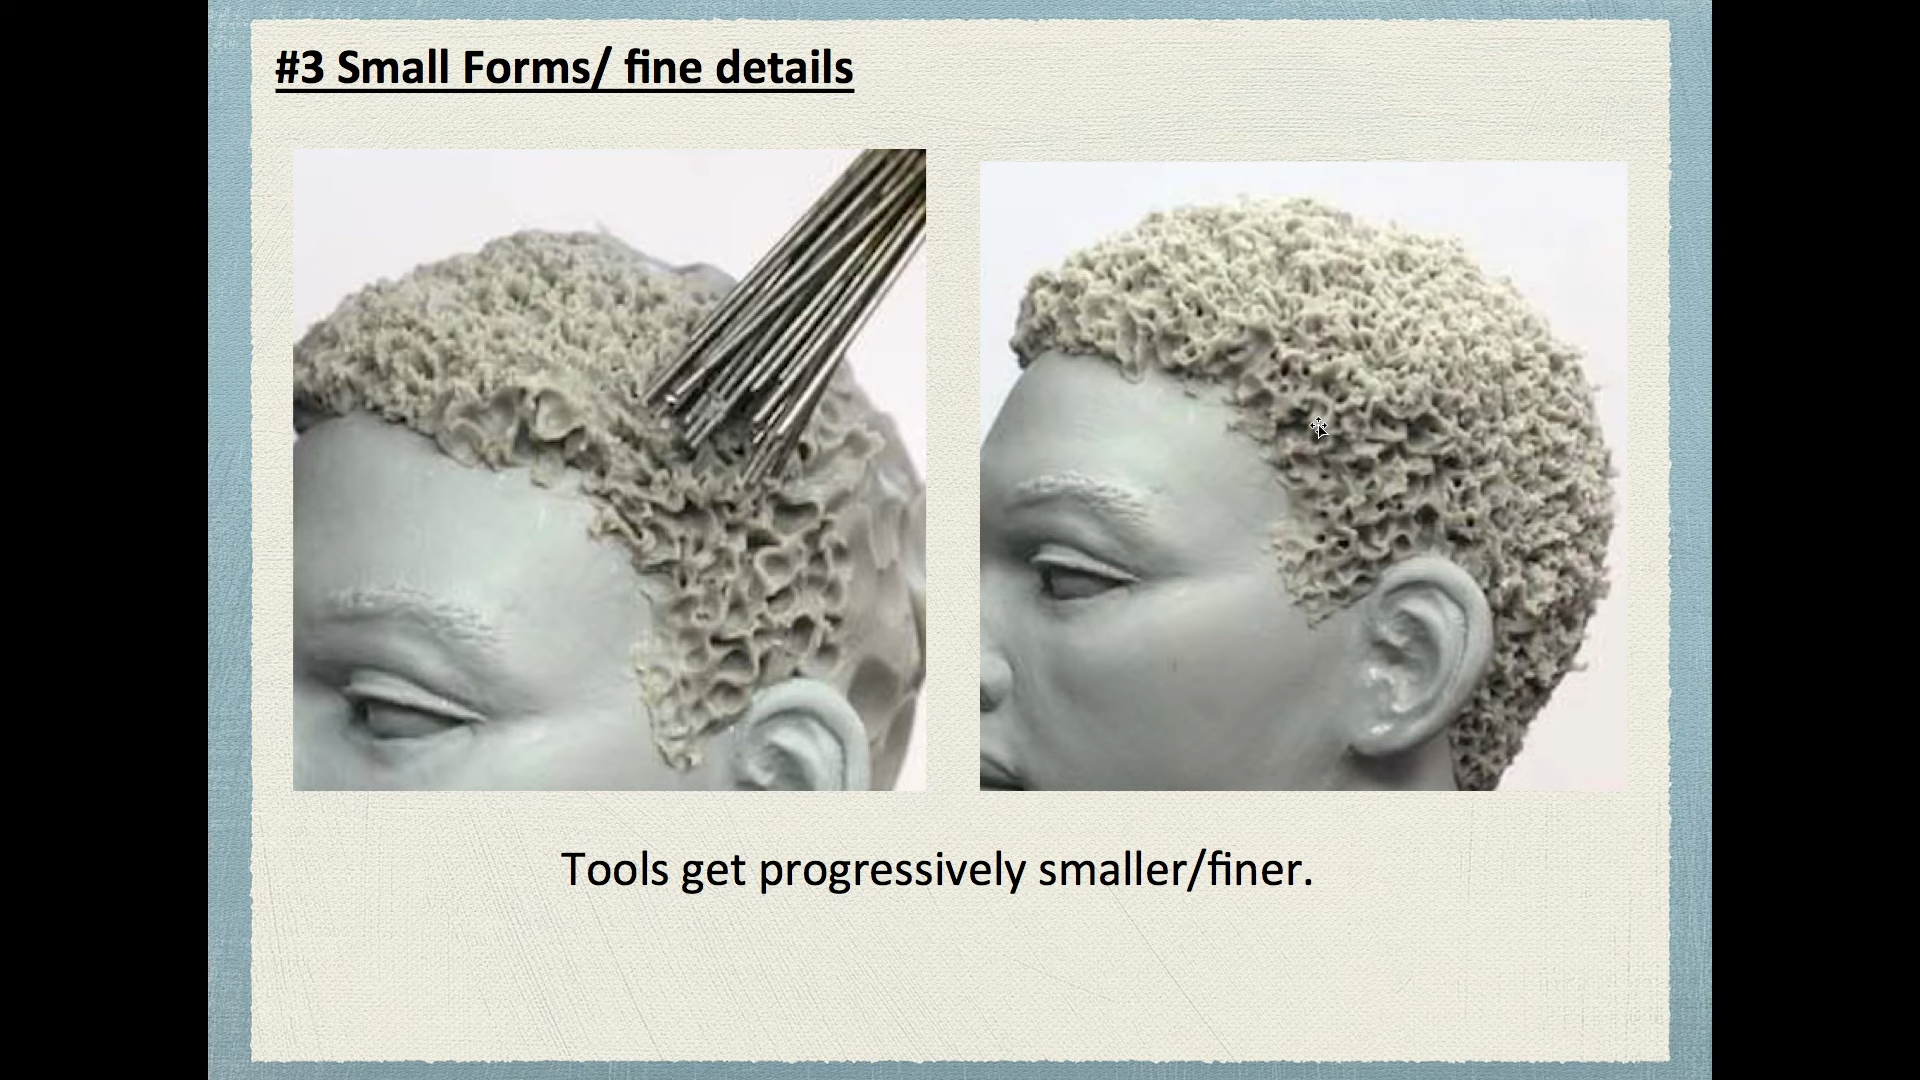 #3 Small Forms/ fine details
Tools get progressively smaller/finer.